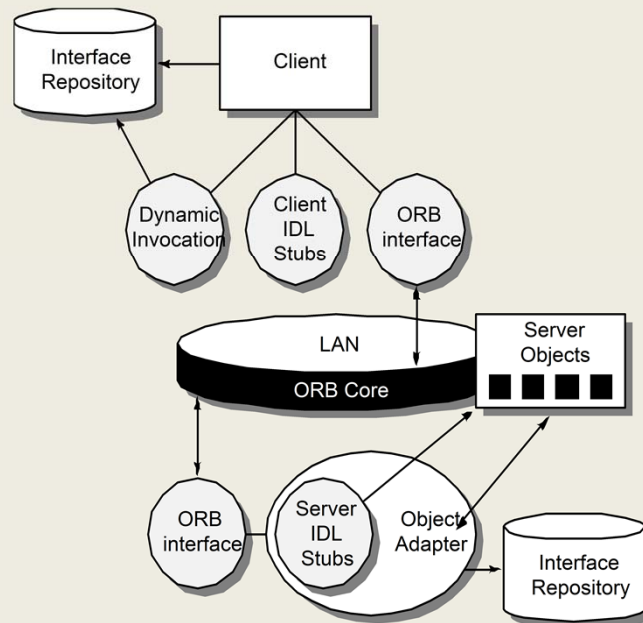 Interface
Repository
Client
Dynamic
Invocation
Client
IDL
Stubs
ORB
interface
LAN
ORB Core
Server
Objects
ORB
interface
Server
IDL
Stubs
Object
Adapter
Interface
Repository